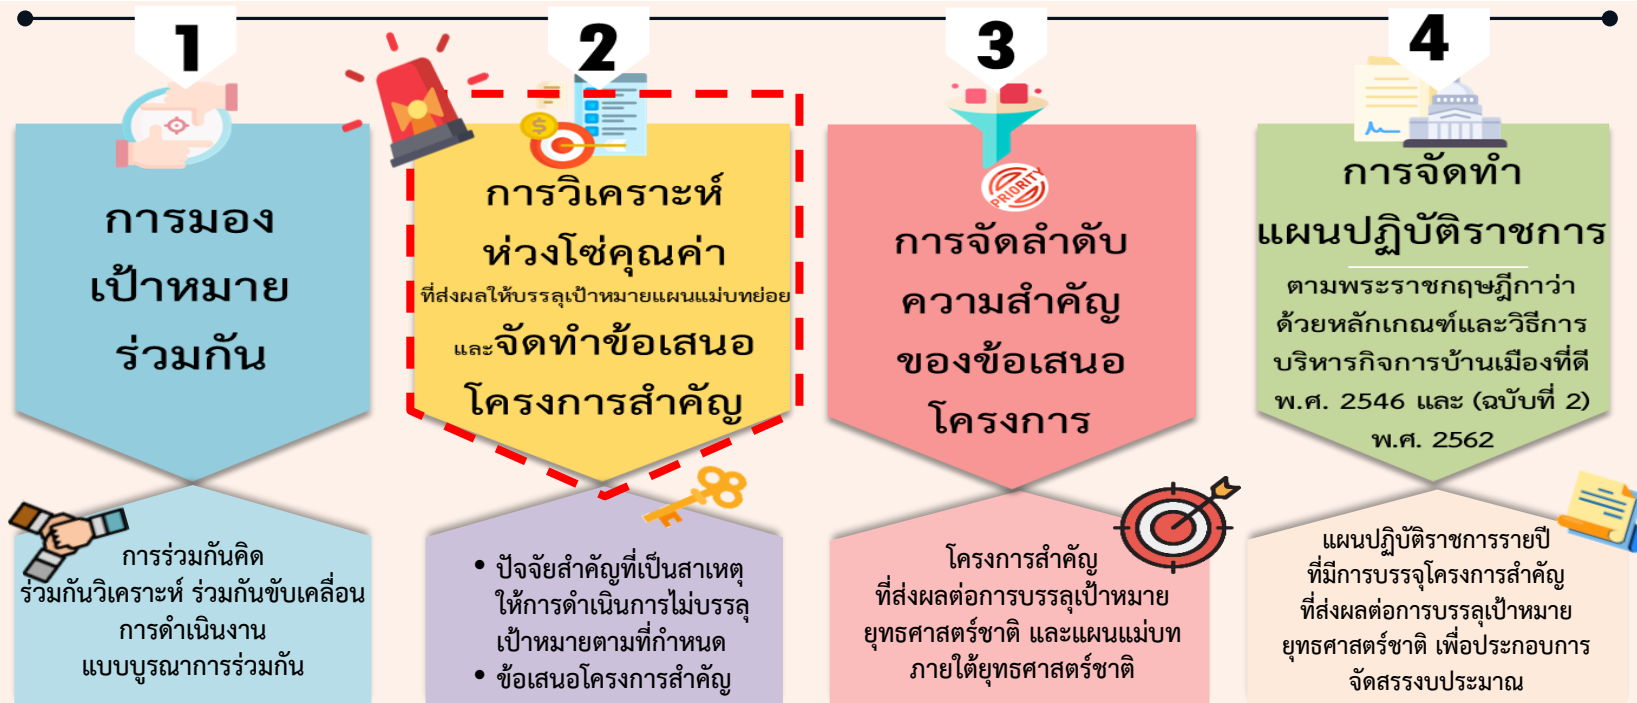 1
การมอง
เป้าหมาย
ร่วมกัน
การร่วมกันคิด
ร่วมกันวิเคราะห์ ร่วมกันขับเคลื่อน
การดำเนินงาน
แบบบูรณาการร่วมกัน
2
$
การวิเคราะห์
ห่วงโซ่คุณค่า
ที่ส่งผลให้บรรลุเป้าหมายแผนแม่บทย่อย
และจัดทำข้อเสนอ
โครงการสำคัญ
• ปัจจัยสำคัญที่เป็นสาเหตุ
ให้การดำเนินการไม่บรรลุ
เป้าหมายตามที่กำหนด
• ข้อเสนอโครงการสำคัญ
3
PRIORITY
การจัดลำดับ
ความสำคัญ
ของข้อเสนอ
โครงการ
โครงการสำคัญ
ที่ส่งผลต่อการบรรลุเป้าหมาย
ยุทธศาสตร์ชาติ และแผนแม่บท
ภายใต้ยุทธศาสตร์ชาติ
4
การจัดทำ
แผนปฏิบัติราชการ
ตามพระราชกฤษฎีกาว่า
ด้วยหลักเกณฑ์และวิธีการ
บริหารกิจการบ้านเมืองที่ดี
พ.ศ. 2546 และ (ฉบับที่ 2)
พ.ศ. 2562
แผนปฏิบัติราชการรายปี
ที่มีการบรรจุโครงการสำคัญ
ที่ส่งผลต่อการบรรลุเป้าหมาย
ยุทธศาสตร์ชาติ เพื่อประกอบการ
จัดสรรงบประมาณ